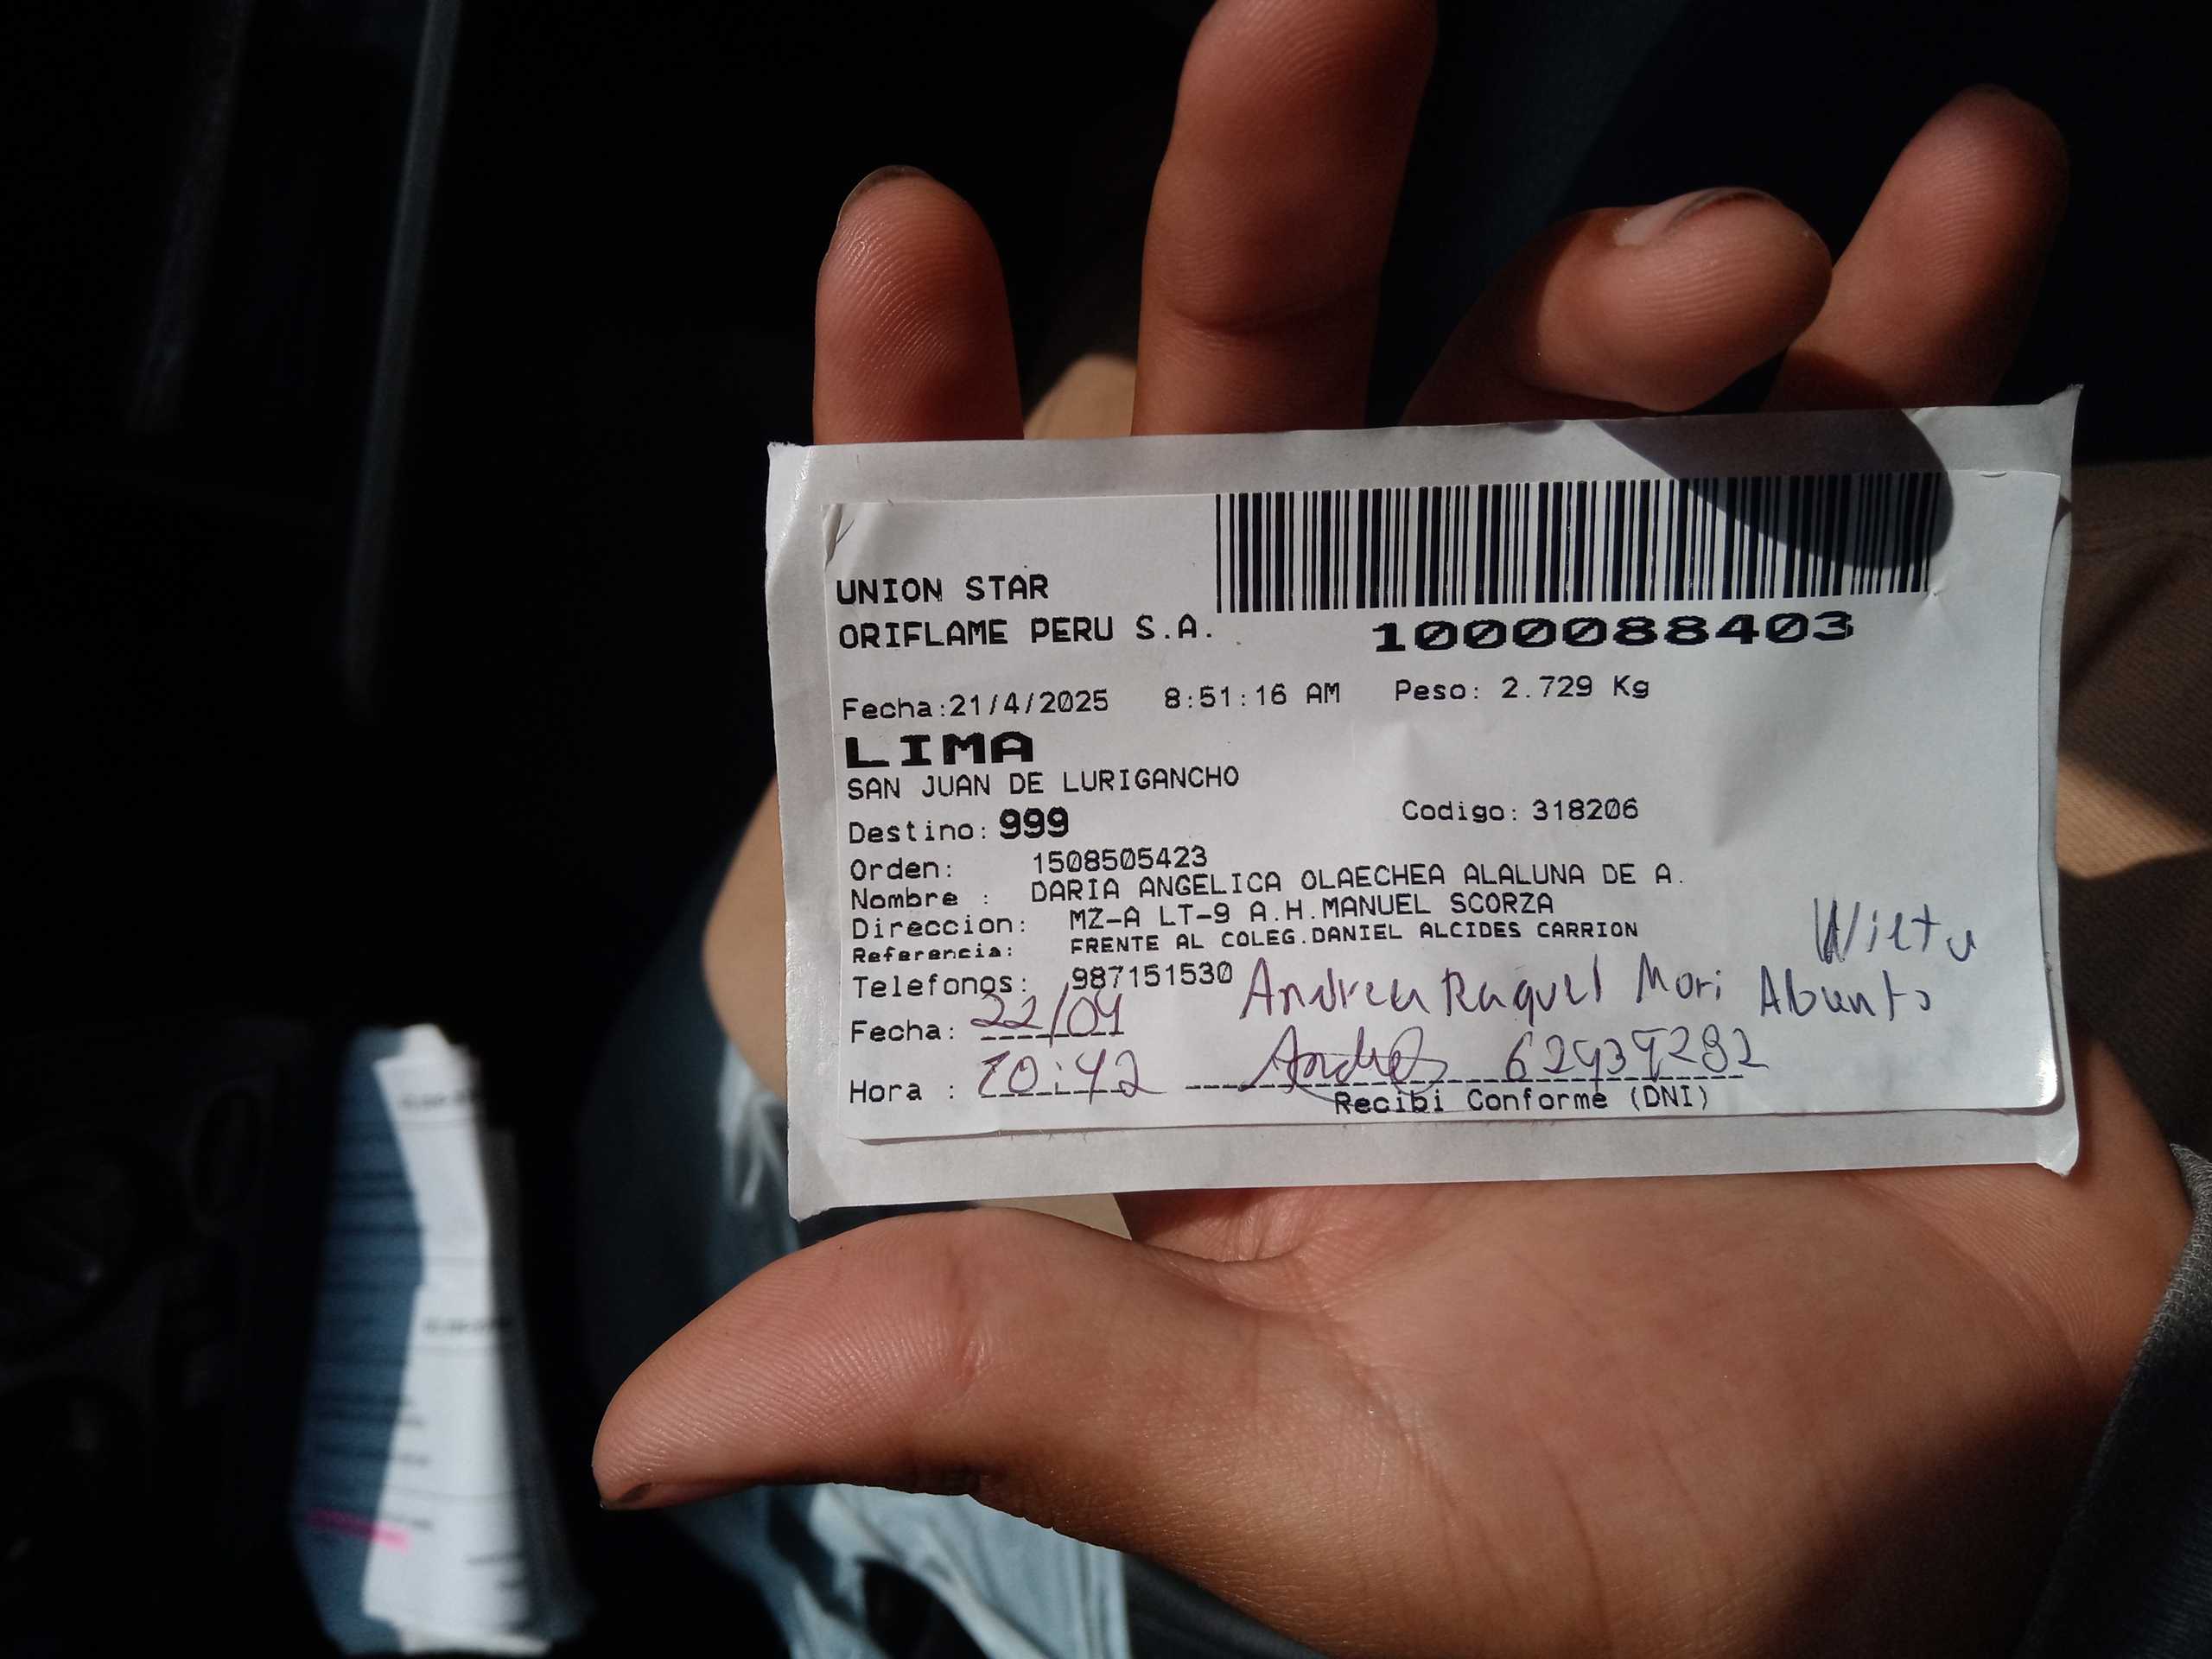 UNION STAR
ORIFLAME PERU S.A.
1000088403
Fecha:21/4/2025 8:51:16 AM Peso: 2.729 Kg
LIMA
SAN JUAN DE LURIGANCHO
Destino: 999 Codigo: 318206
Orden: 1508505423
Nombre : DARIA ANGELICA OLAECHEA ALALUNA DE A.
Direccion: MZ-A LT-9 A.H.MANUEL SCORZA
Referencia: FRENTE AL COLEG.DANIEL ALCIDES CARRION
Telefonos: 987151530
Andrea Raquel Mori
Fecha: 22/04
Hora : 10:42
Recibi Conforme (DNI)